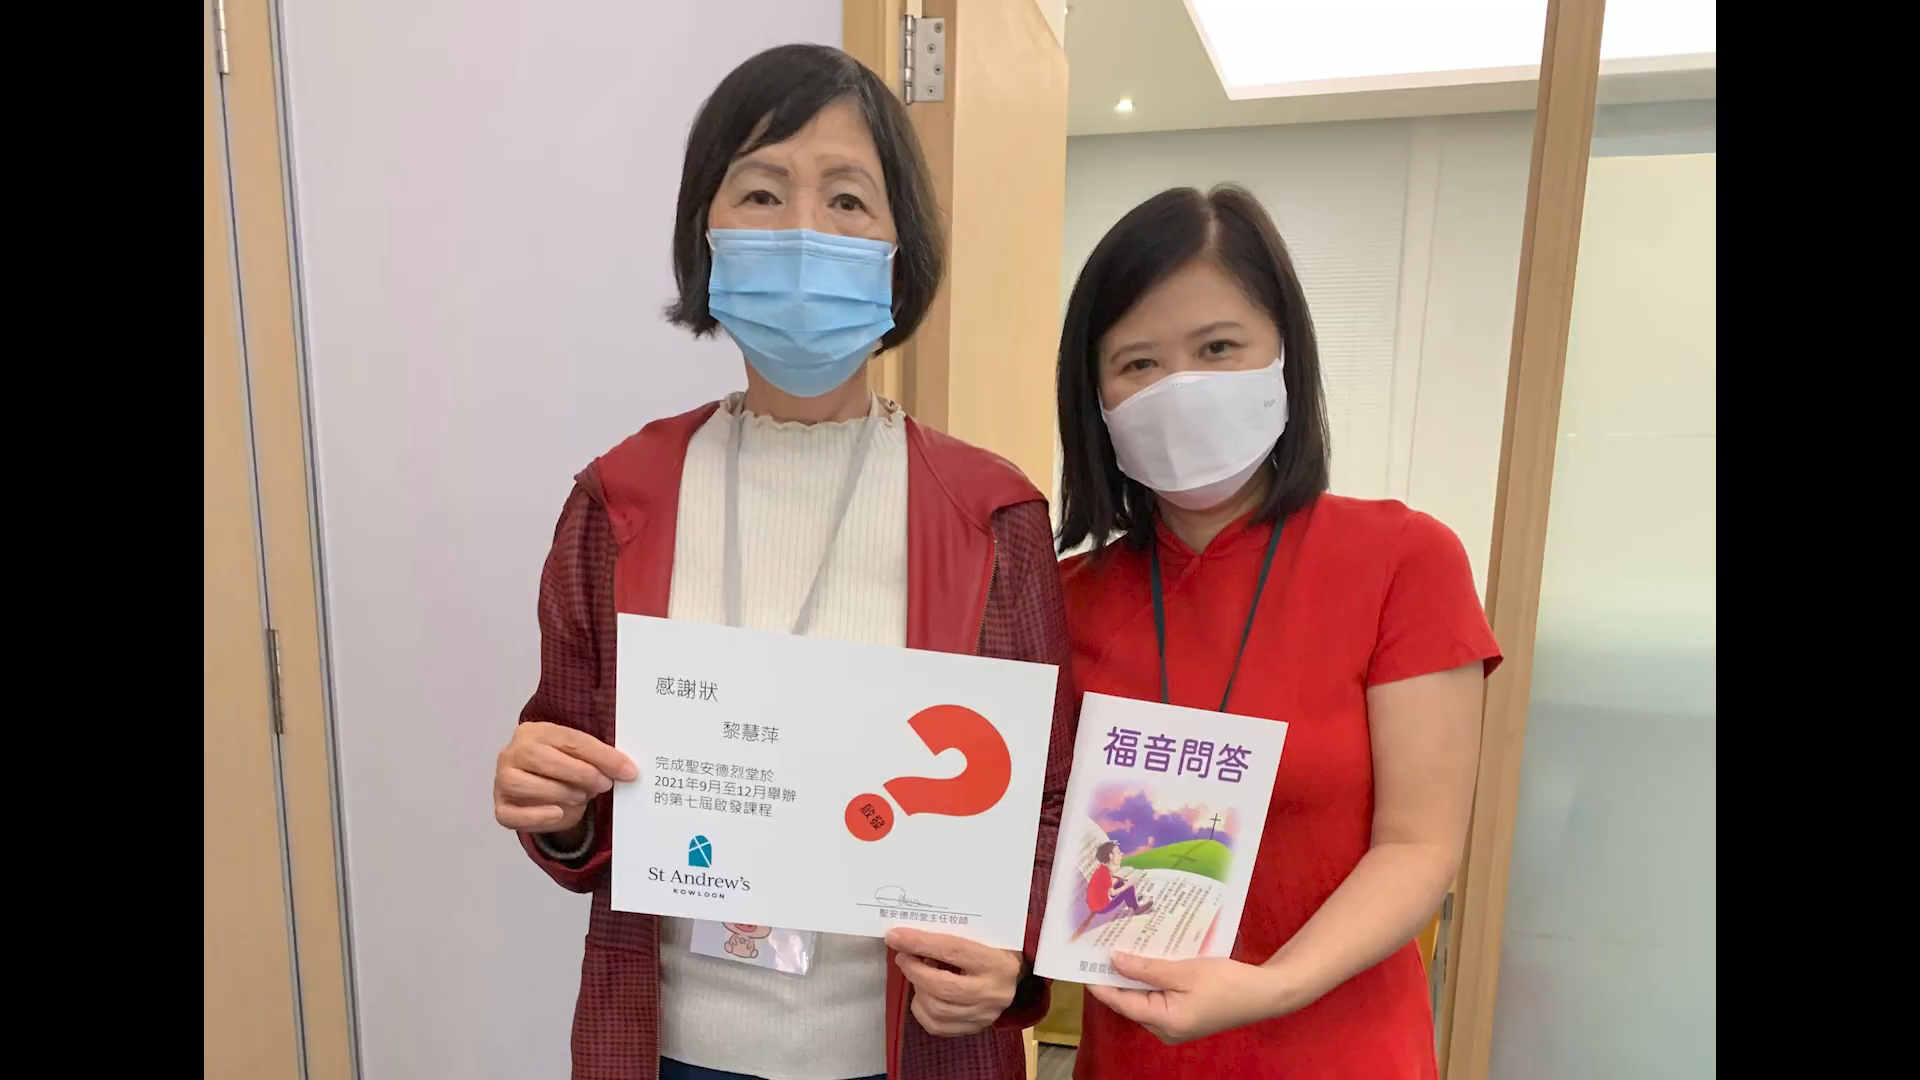 感謝狀
黎慧萍
完成聖安德烈堂於
2021年9月至12月舉辦
的第七屆啟發課程
啟發
St Andrew's
KOWLOON
聖安德烈堂主任牧師
福音問答